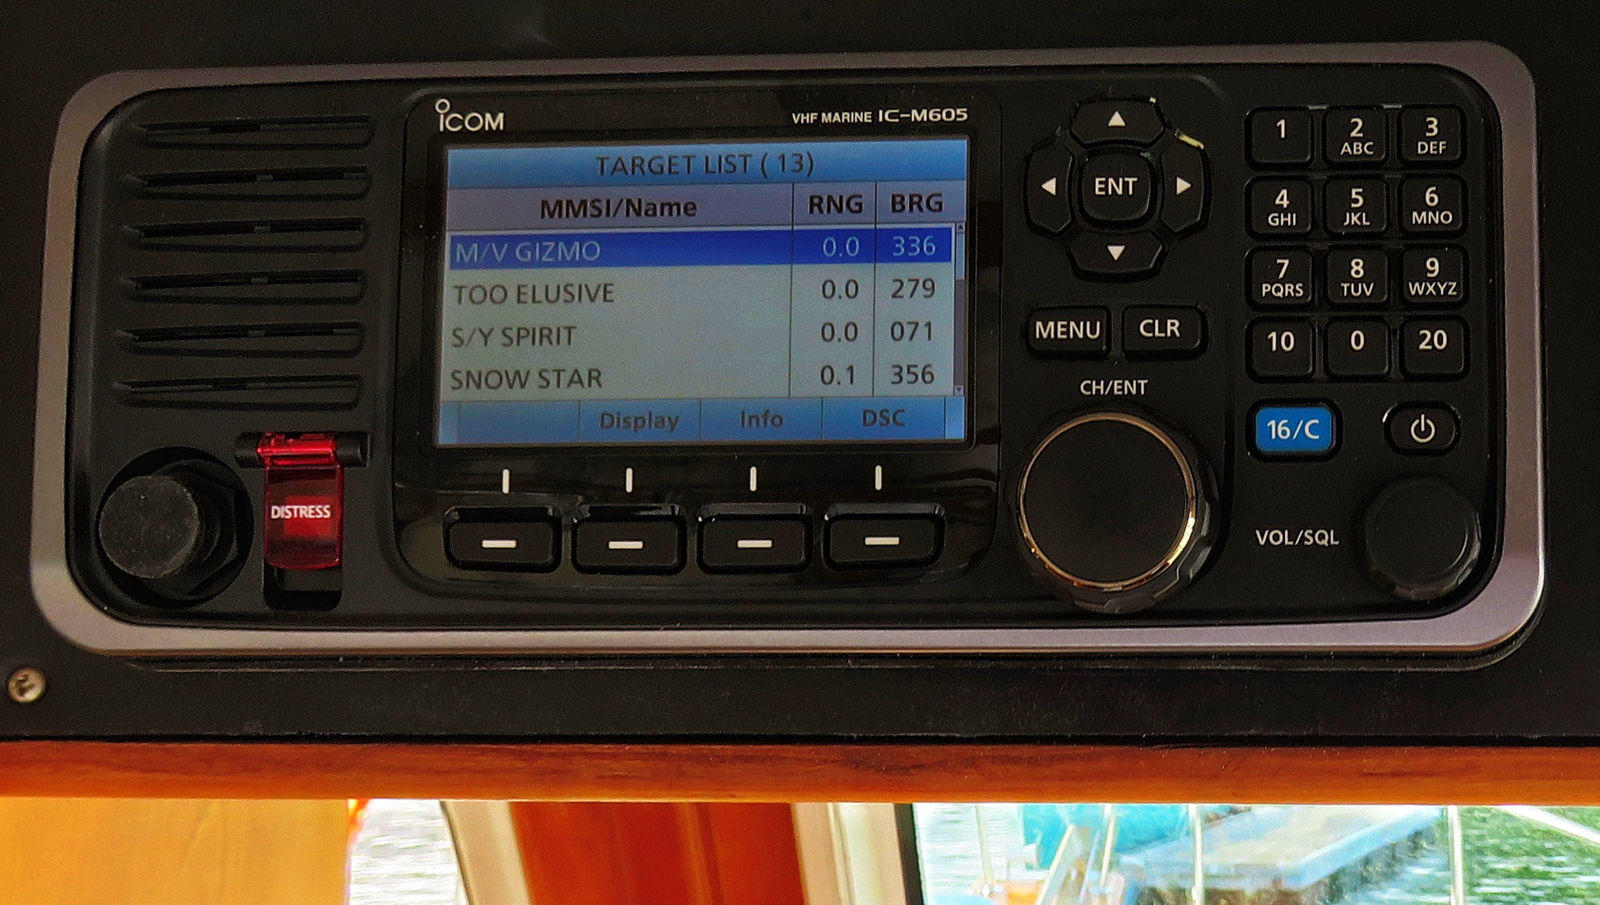 ICOM
VHF MARINE IC-M605
TARGET LIST ( 13)
MMSI/Name RNG BRG
M/V GIZMO 0.0 336
TOO ELUSIVE 0.0 279
S/Y SPIRIT 0.0 071
SNOW STAR 0.1 356
Display Info DSC
DISTRESS
ENT
MENU CLR
CH/ENT
1 2 ABC 3 DEF
4 GHI 5 JKL 6 MNO
7 PQRS 8 TUV 9 WXYZ
10 0 20
16/C
VOL/SQL